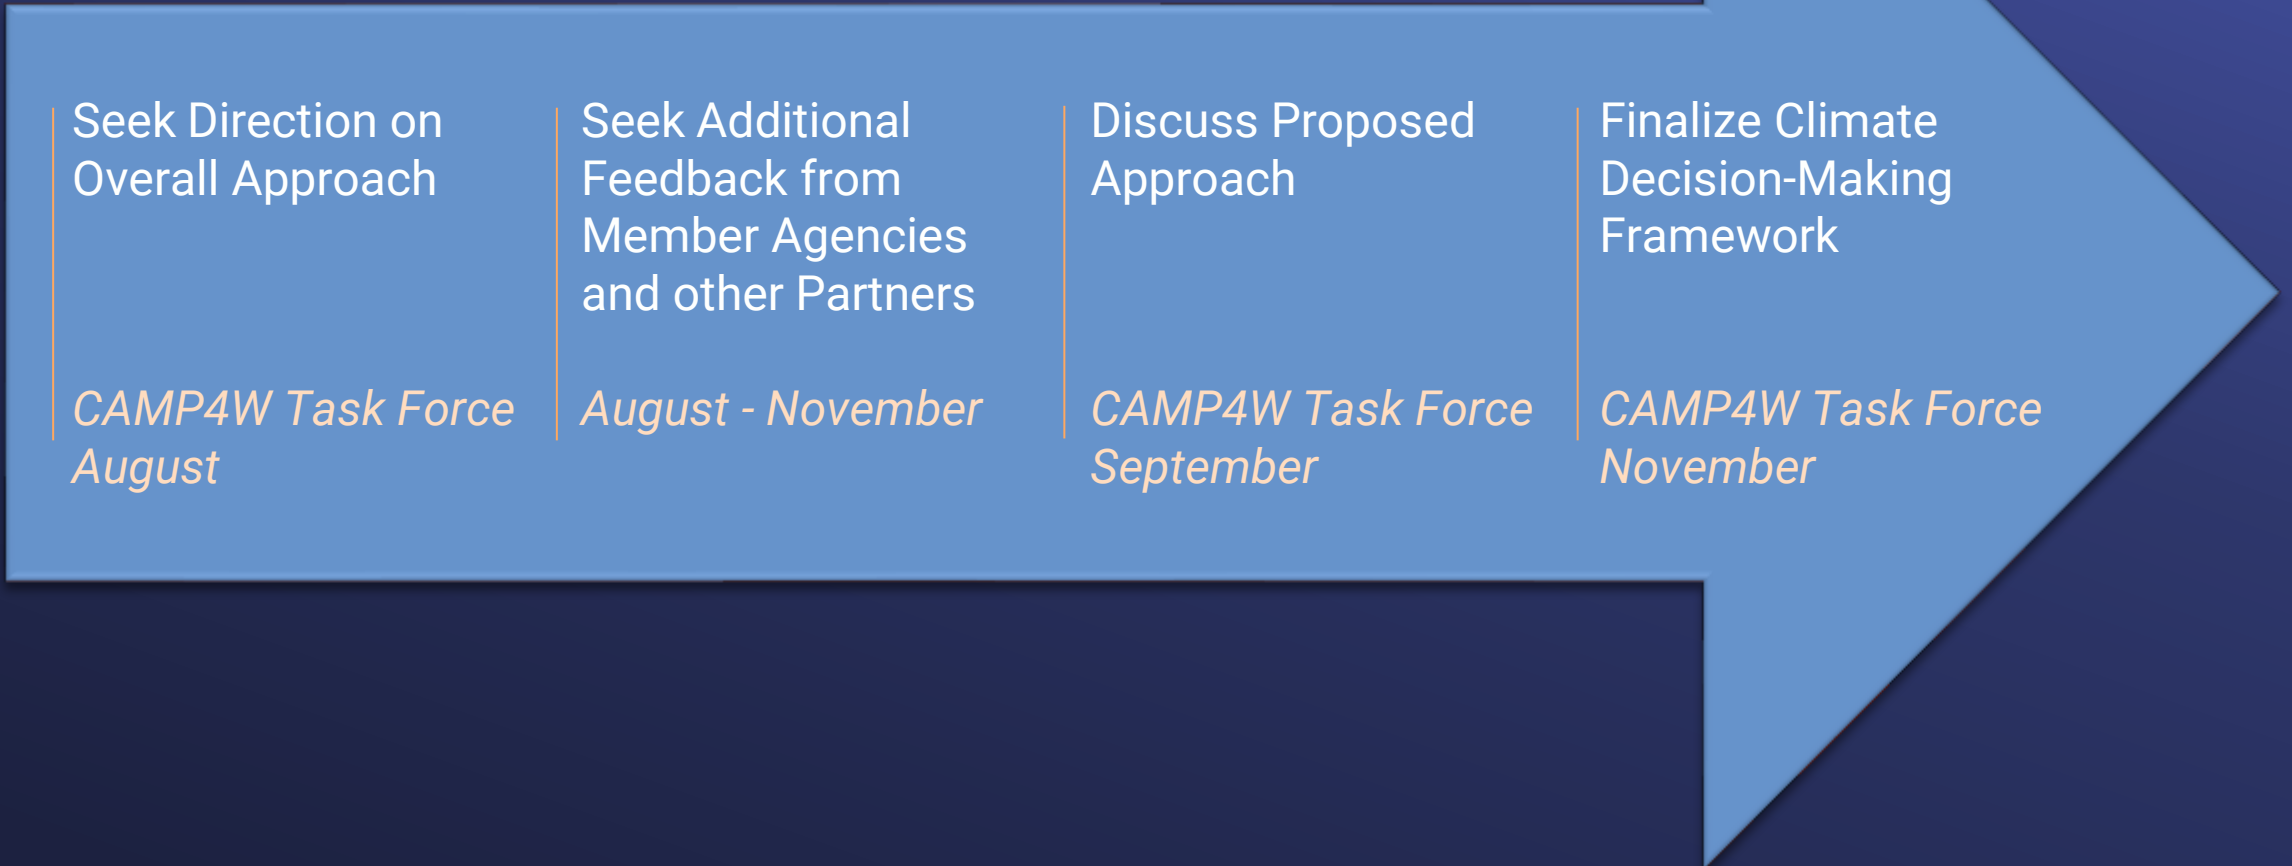 Seek Direction on
Overall Approach
CAMP4W Task Force
August
Seek Additional
Feedback from
Member Agencies
and other Partners
August - November
Discuss Proposed
Approach
CAMP4W Task Force
September
Finalize Climate
Decision-Making
Framework
CAMP4W Task Force
November